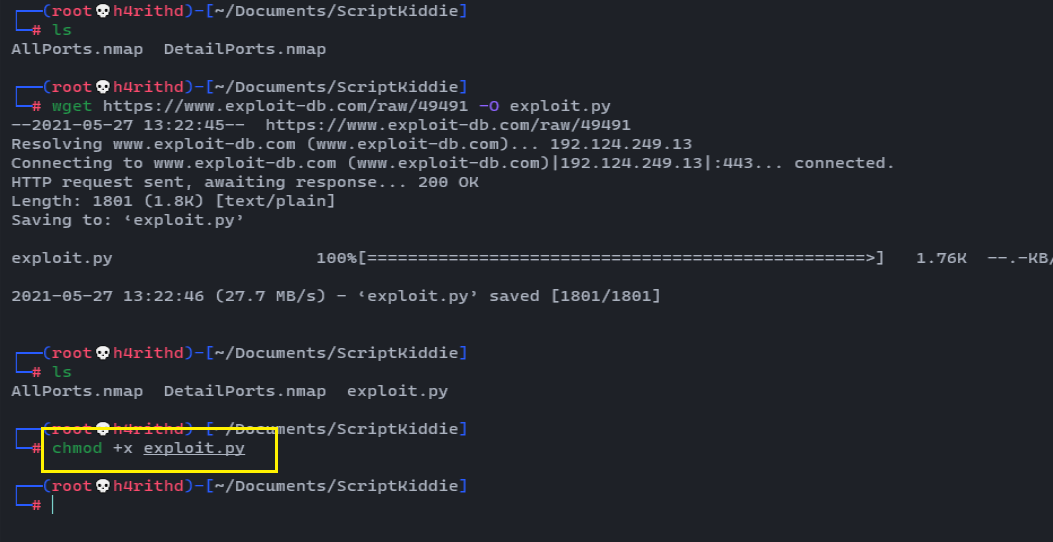 ┌──(root💀h4rithd)-[~/Documents/ScriptKiddie]
└─# ls
AllPorts.nmap  DetailPorts.nmap
┌──(root💀h4rithd)-[~/Documents/ScriptKiddie]
└─# wget https://www.exploit-db.com/raw/49491 -O exploit.py
--2021-05-27 13:22:45--  https://www.exploit-db.com/raw/49491
Resolving www.exploit-db.com (www.exploit-db.com)... 192.124.249.13
Connecting to www.exploit-db.com (www.exploit-db.com)|192.124.249.13|:443... connected.
HTTP request sent, awaiting response... 200 OK
Length: 1801 (1.8K) [text/plain]
Saving to: ‘exploit.py’
exploit.py                    100%[=================================================>]   1.76K  --.-KB/
2021-05-27 13:22:46 (27.7 MB/s) - ‘exploit.py’ saved [1801/1801]
┌──(root💀h4rithd)-[~/Documents/ScriptKiddie]
└─# ls
AllPorts.nmap  DetailPorts.nmap  exploit.py
┌──(root💀h4rithd)-[~/Documents/ScriptKiddie]
└─# chmod +x exploit.py
┌──(root💀h4rithd)-[~/Documents/ScriptKiddie]
└─#